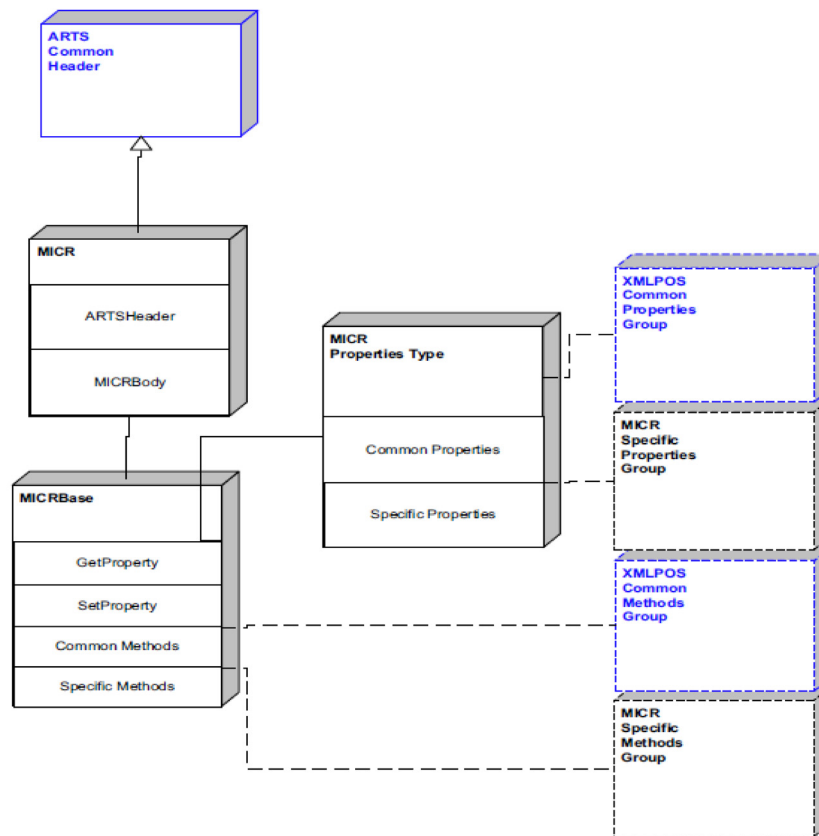 ARTS
Common
Header
MICR
ARTSHeader
MICRBody
MICR
Properties Type
Common Properties
Specific Properties
XMLPOS
Common
Properties
Group
MICR
Specific
Properties
Group
MICRBase
GetProperty
SetProperty
Common Methods
Specific Methods
XMLPOS
Common
Methods
Group
MICR
Specific
Methods
Group